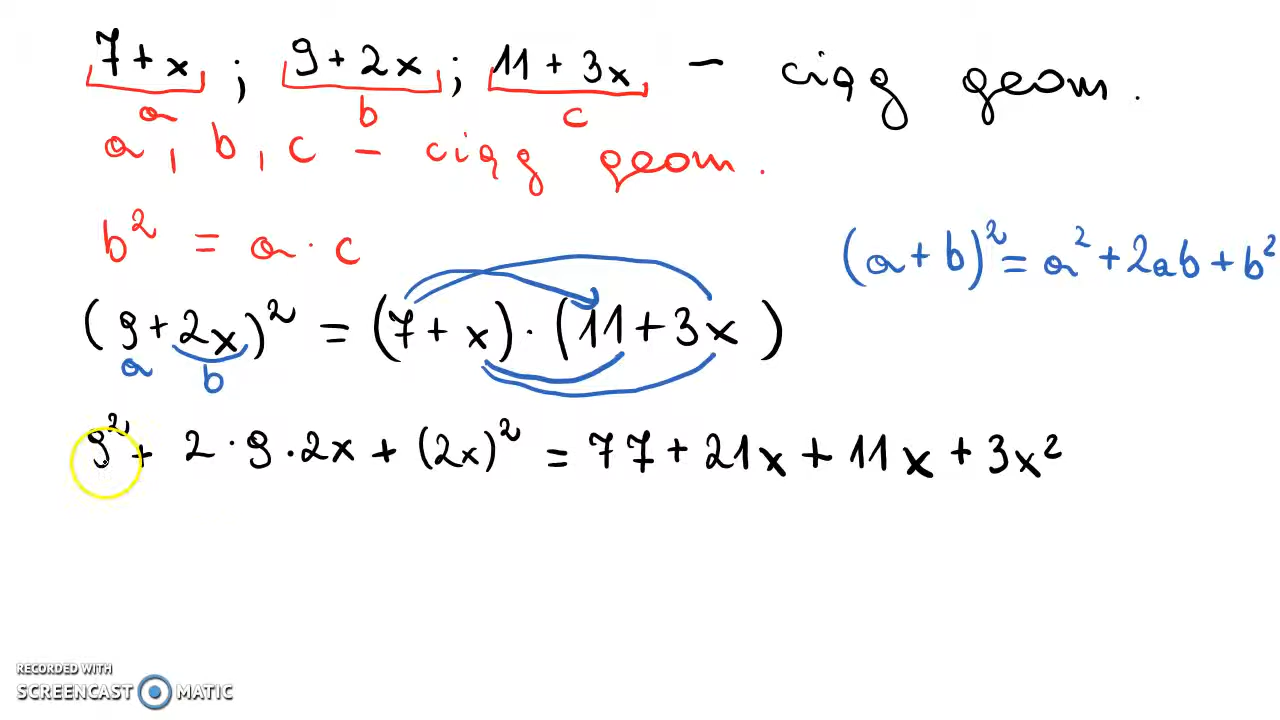 7 + x ; 9 + 2x ; 11 + 3x – ciąg geom.
a b c
a, b, c – ciąg geom.
b² = a · c
(a + b)² = a² + 2ab + b²
(9 + 2x)² = (7 + x) · (11 + 3x)
a b
9² + 2 · 9 · 2x + (2x)² = 77 + 21x + 11x + 3x²
RECORDED WITH
SCREENCAST MATIC